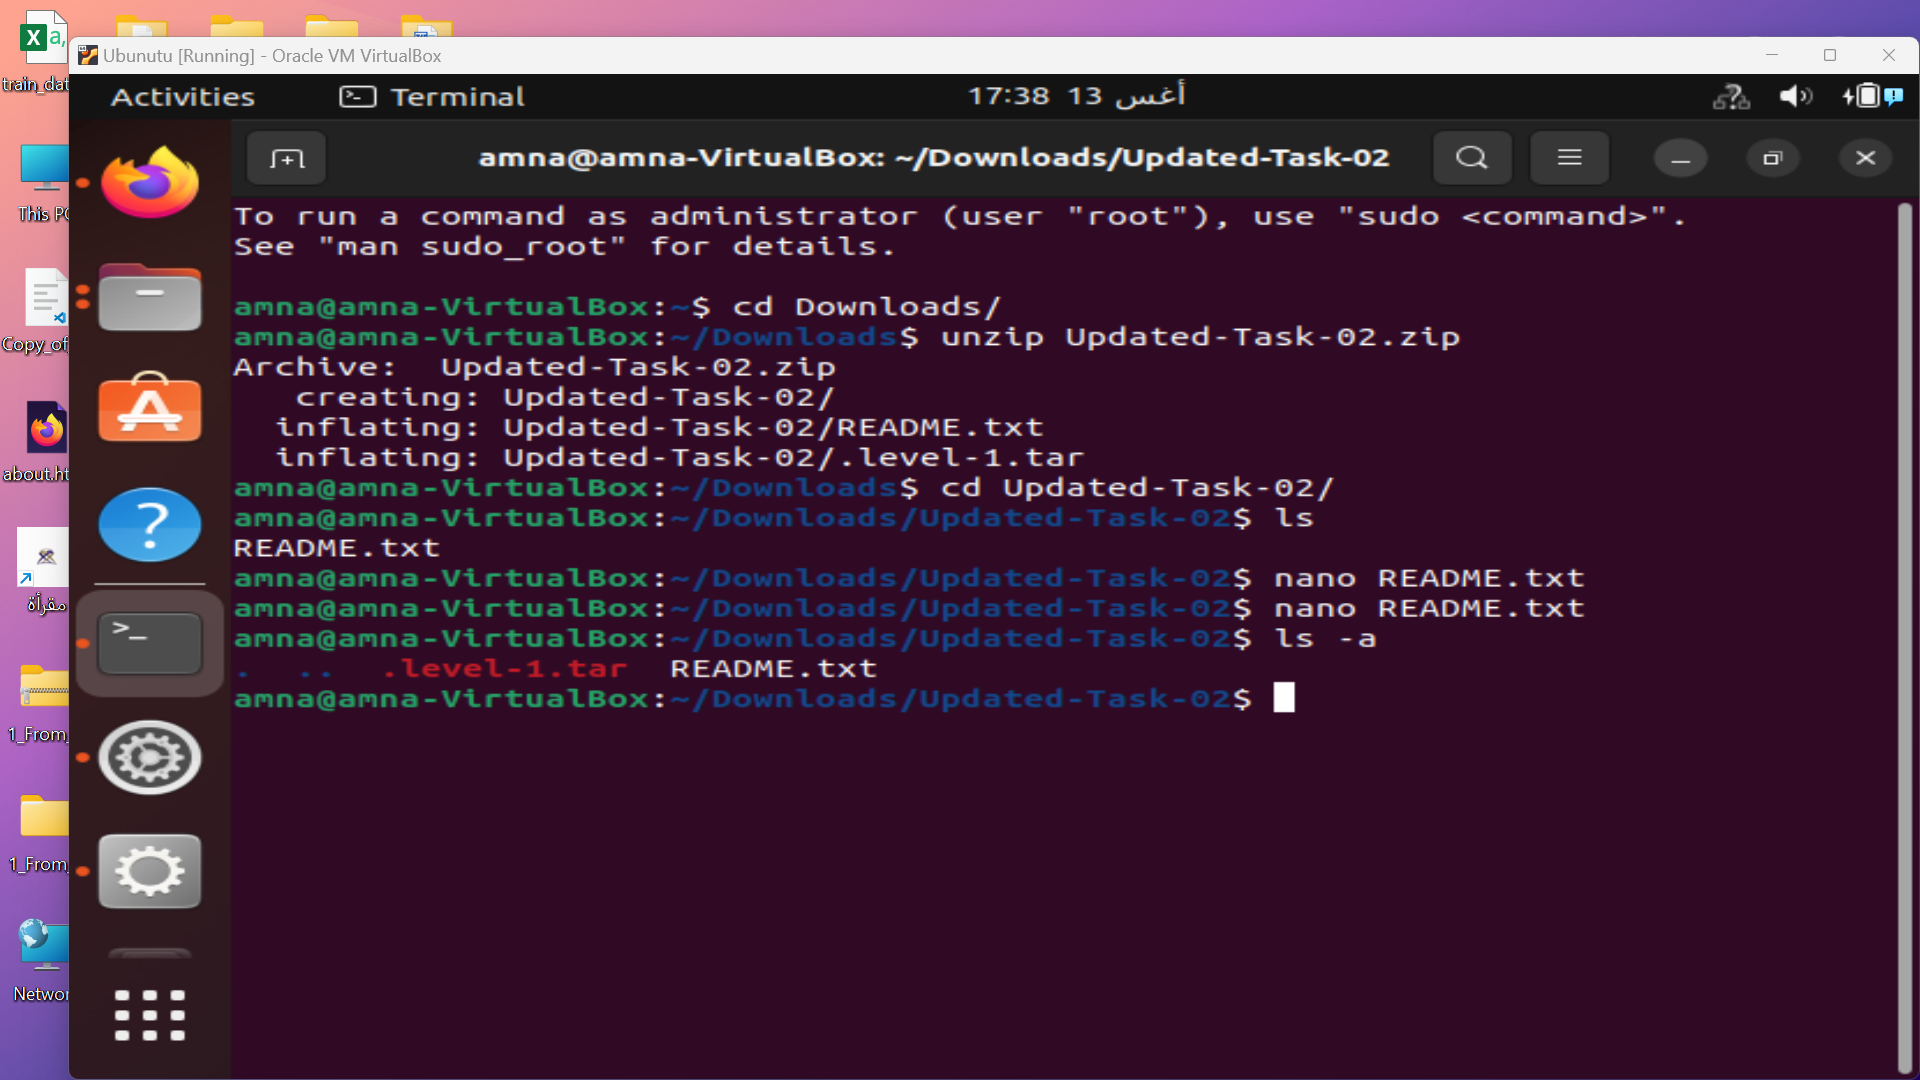 a,
train_dat
Ubunutu [Running] - Oracle VM VirtualBox
Activities
Terminal
17:38 13 أغس
This PC
Copy_of
about.ht
مقرأة
1_From_
1_From_
Networ
amna@amna-VirtualBox: ~/Downloads/Updated-Task-02
To run a command as administrator (user "root"), use "sudo <command>".
See "man sudo_root" for details.
amna@amna-VirtualBox:~$ cd Downloads/
amna@amna-VirtualBox:~/Downloads$ unzip Updated-Task-02.zip
Archive:  Updated-Task-02.zip
   creating: Updated-Task-02/
  inflating: Updated-Task-02/README.txt
  inflating: Updated-Task-02/.level-1.tar
amna@amna-VirtualBox:~/Downloads$ cd Updated-Task-02/
amna@amna-VirtualBox:~/Downloads/Updated-Task-02$ ls
README.txt
amna@amna-VirtualBox:~/Downloads/Updated-Task-02$ nano README.txt
amna@amna-VirtualBox:~/Downloads/Updated-Task-02$ nano README.txt
amna@amna-VirtualBox:~/Downloads/Updated-Task-02$ ls -a
.  ..  .level-1.tar  README.txt
amna@amna-VirtualBox:~/Downloads/Updated-Task-02$